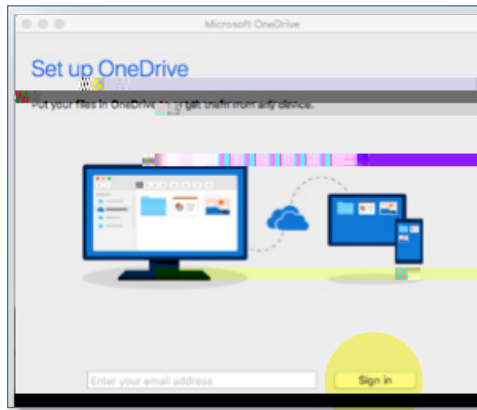 Microsoft OneDrive
Set up OneDrive
Put your files in OneDrive to get them from any device.
Enter your email address
Sign in